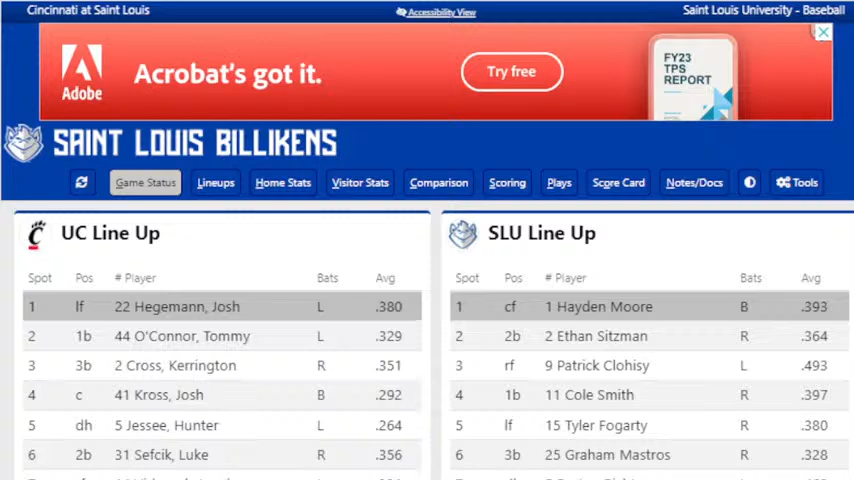 Cincinnati at Saint Louis
Accessibility View
Saint Louis University - Baseball
Adobe
Acrobat's got it.
Try free
FY23
TPS
REPORT
SAINT LOUIS BILLIKENS
Game Status
Lineups
Home Stats
Visitor Stats
Comparison
Scoring
Plays
Score Card
Notes/Docs
Tools
UC Line Up
Spot Pos # Player Bats Avg
1 lf 22 Hegemann, Josh L .380
2 1b 44 O'Connor, Tommy L .329
3 3b 2 Cross, Kerrington R .351
4 c 41 Kross, Josh B .292
5 dh 5 Jessee, Hunter L .264
6 2b 31 Sefcik, Luke R .356
SLU Line Up
Spot Pos # Player Bats Avg
1 cf 1 Hayden Moore B .393
2 2b 2 Ethan Sitzman R .364
3 rf 9 Patrick Clohisy L .493
4 1b 11 Cole Smith R .397
5 lf 15 Tyler Fogarty R .380
6 3b 25 Graham Mastros R .328